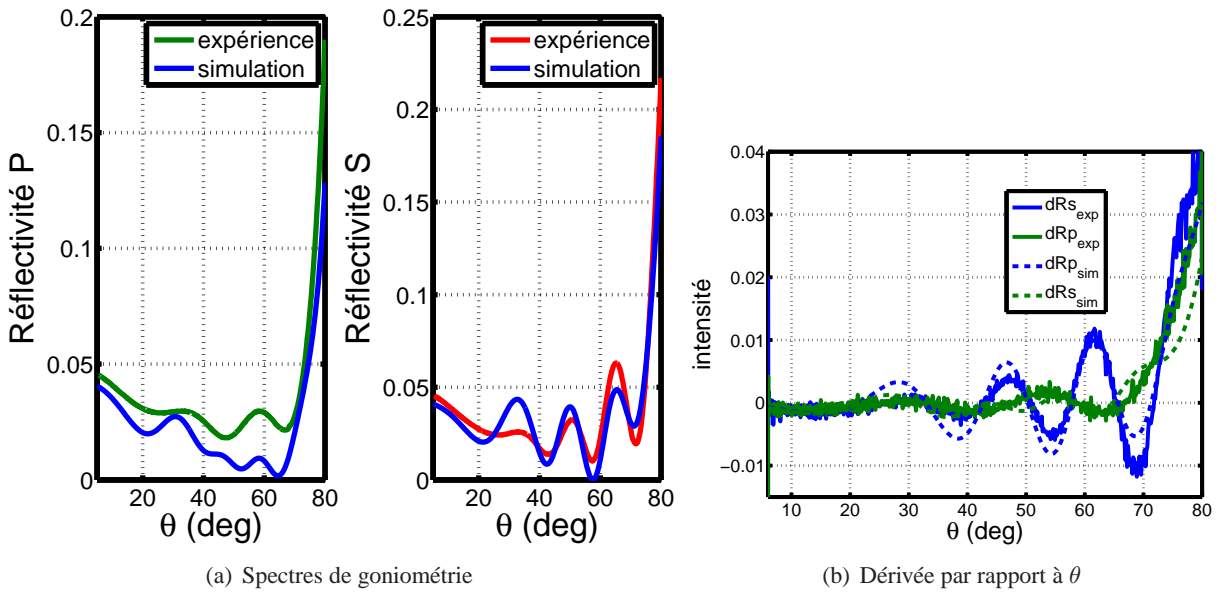 0.2
0.15
0.1
0.05
0
20
40
60
80
Réflectivité P
θ (deg)
expérience
simulation
0.25
0.2
0.15
0.1
0.05
0
20
40
60
80
Réflectivité S
θ (deg)
expérience
simulation
(a) Spectres de goniométrie
0.04
0.03
0.02
0.01
0
−0.01
10
20
30
40
50
60
70
80
intensité
θ (deg)
dRs_exp
dRp_exp
dRp_sim
dRs_sim
(b) Dérivée par rapport à θ